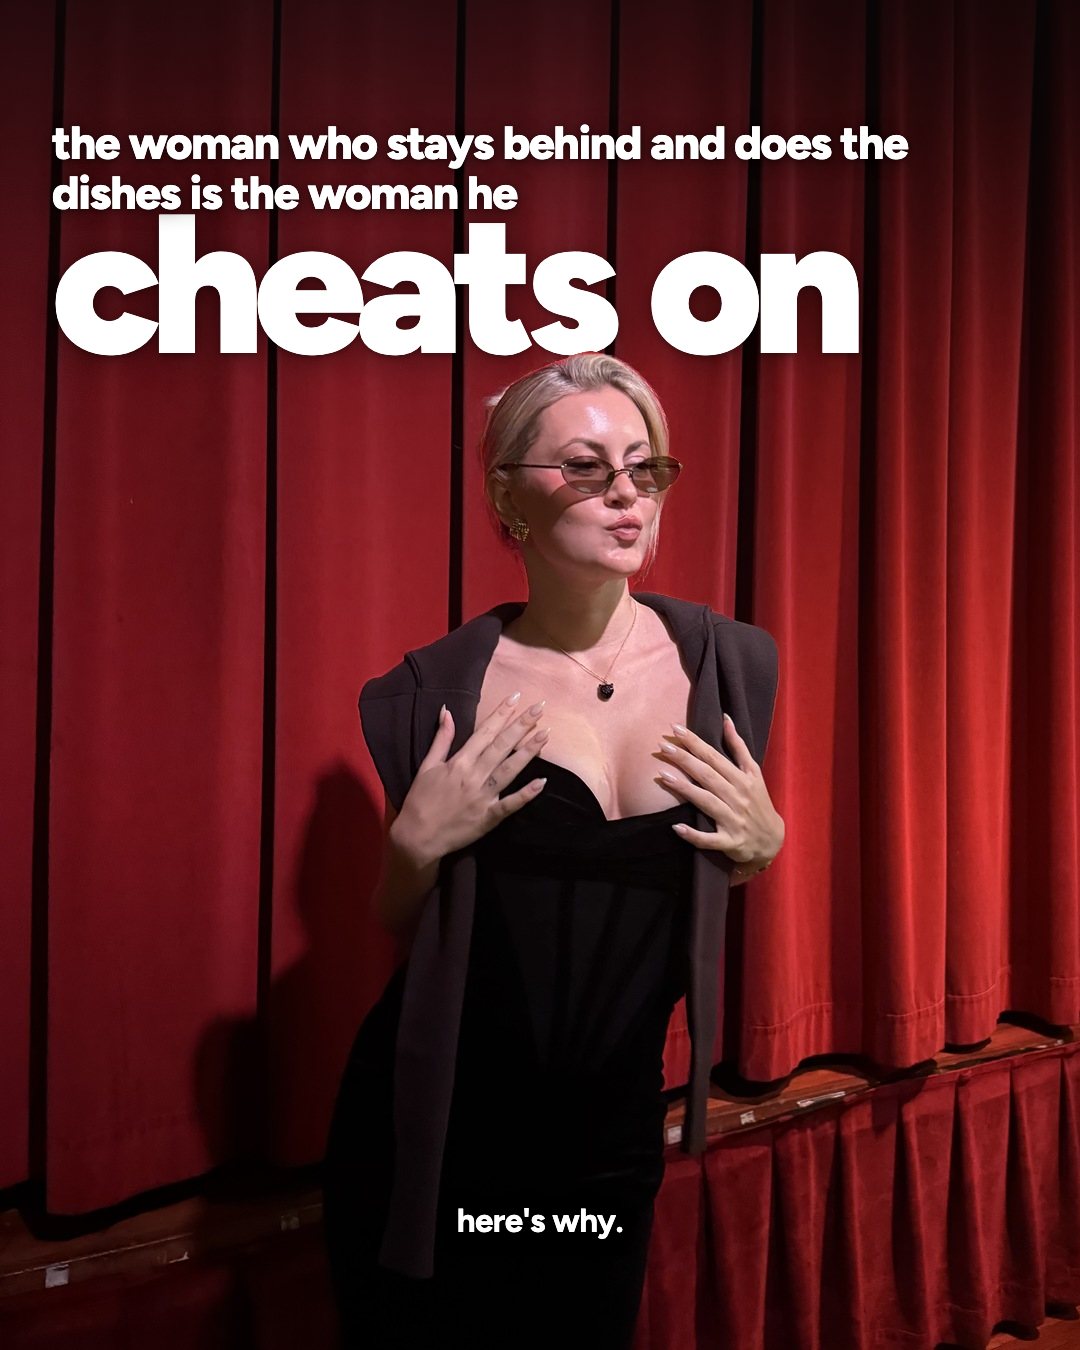 the woman who stays behind and does the
dishes is the woman he
cheats on
here's why.